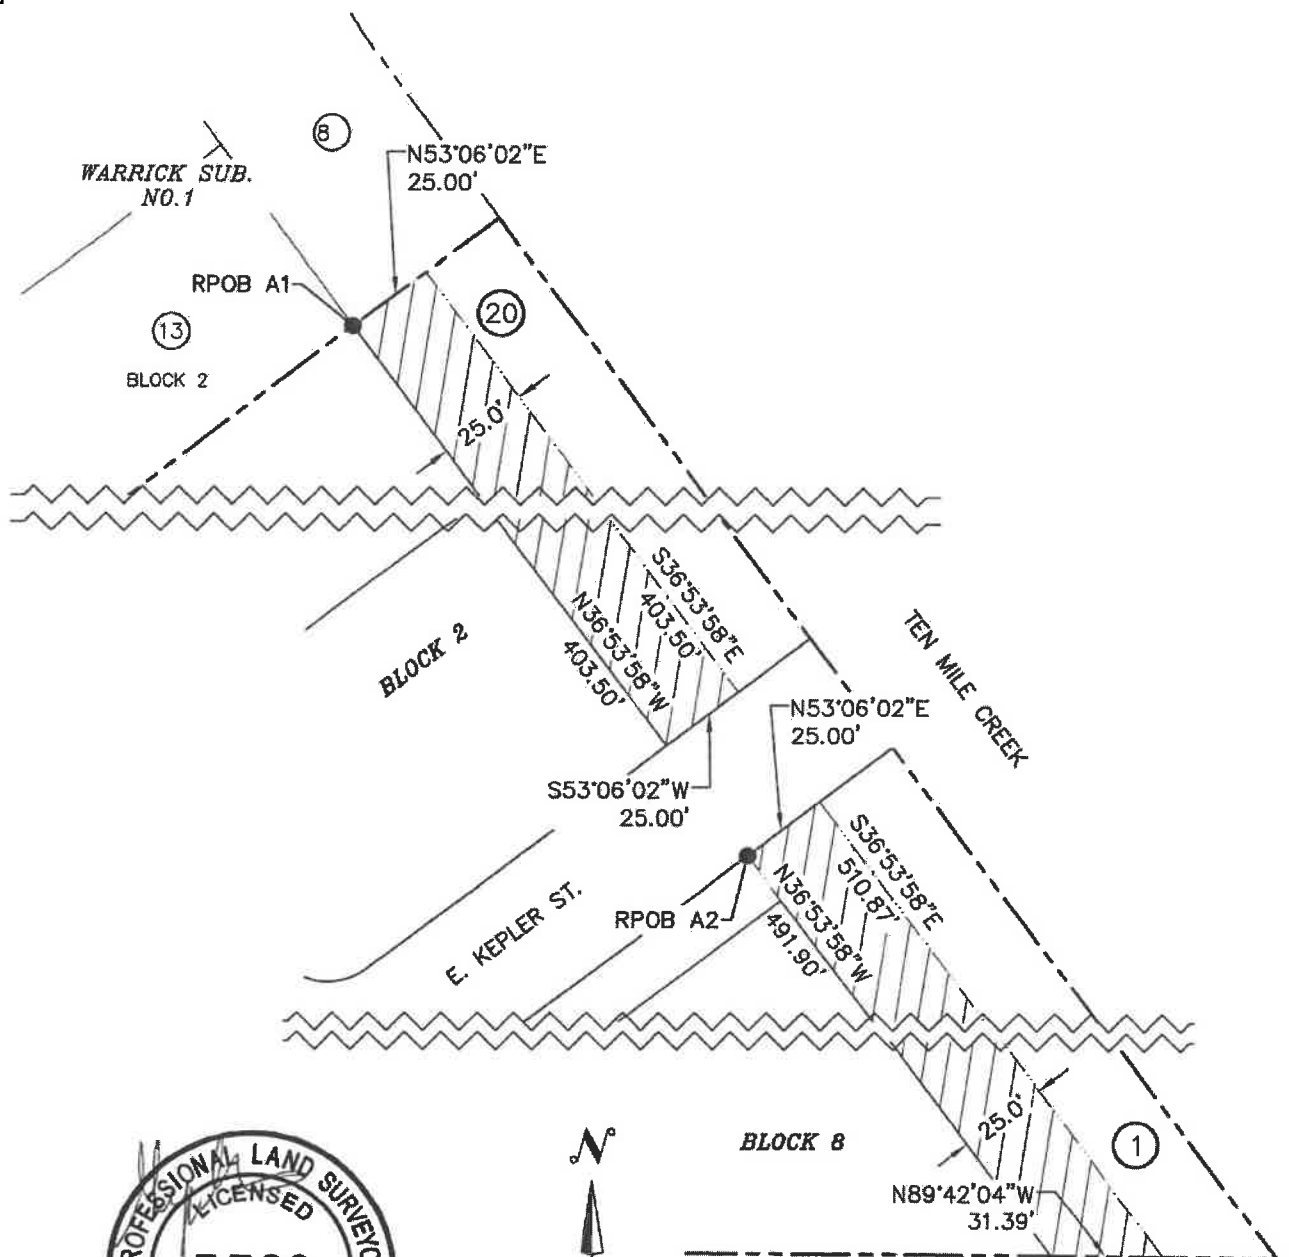 8
N53°06'02"E
25.00'
WARRICK SUB.
NO.1
RPOB A1
20
13
BLOCK 2
25.0'
S36°53'58"E
403.50'
N36°53'58"W
403.50'
BLOCK 2
TEN MILE CREEK
N53°06'02"E
25.00'
S53°06'02"W
25.00'
S36°53'58"E
510.87'
N36°53'58"W
491.90'
RPOB A2
E. KEPLER ST.
25.0'
1
BLOCK 8
N
N89°42'04"W
31.39'
PROFESSIONAL LAND SURVEYO
LICENSED